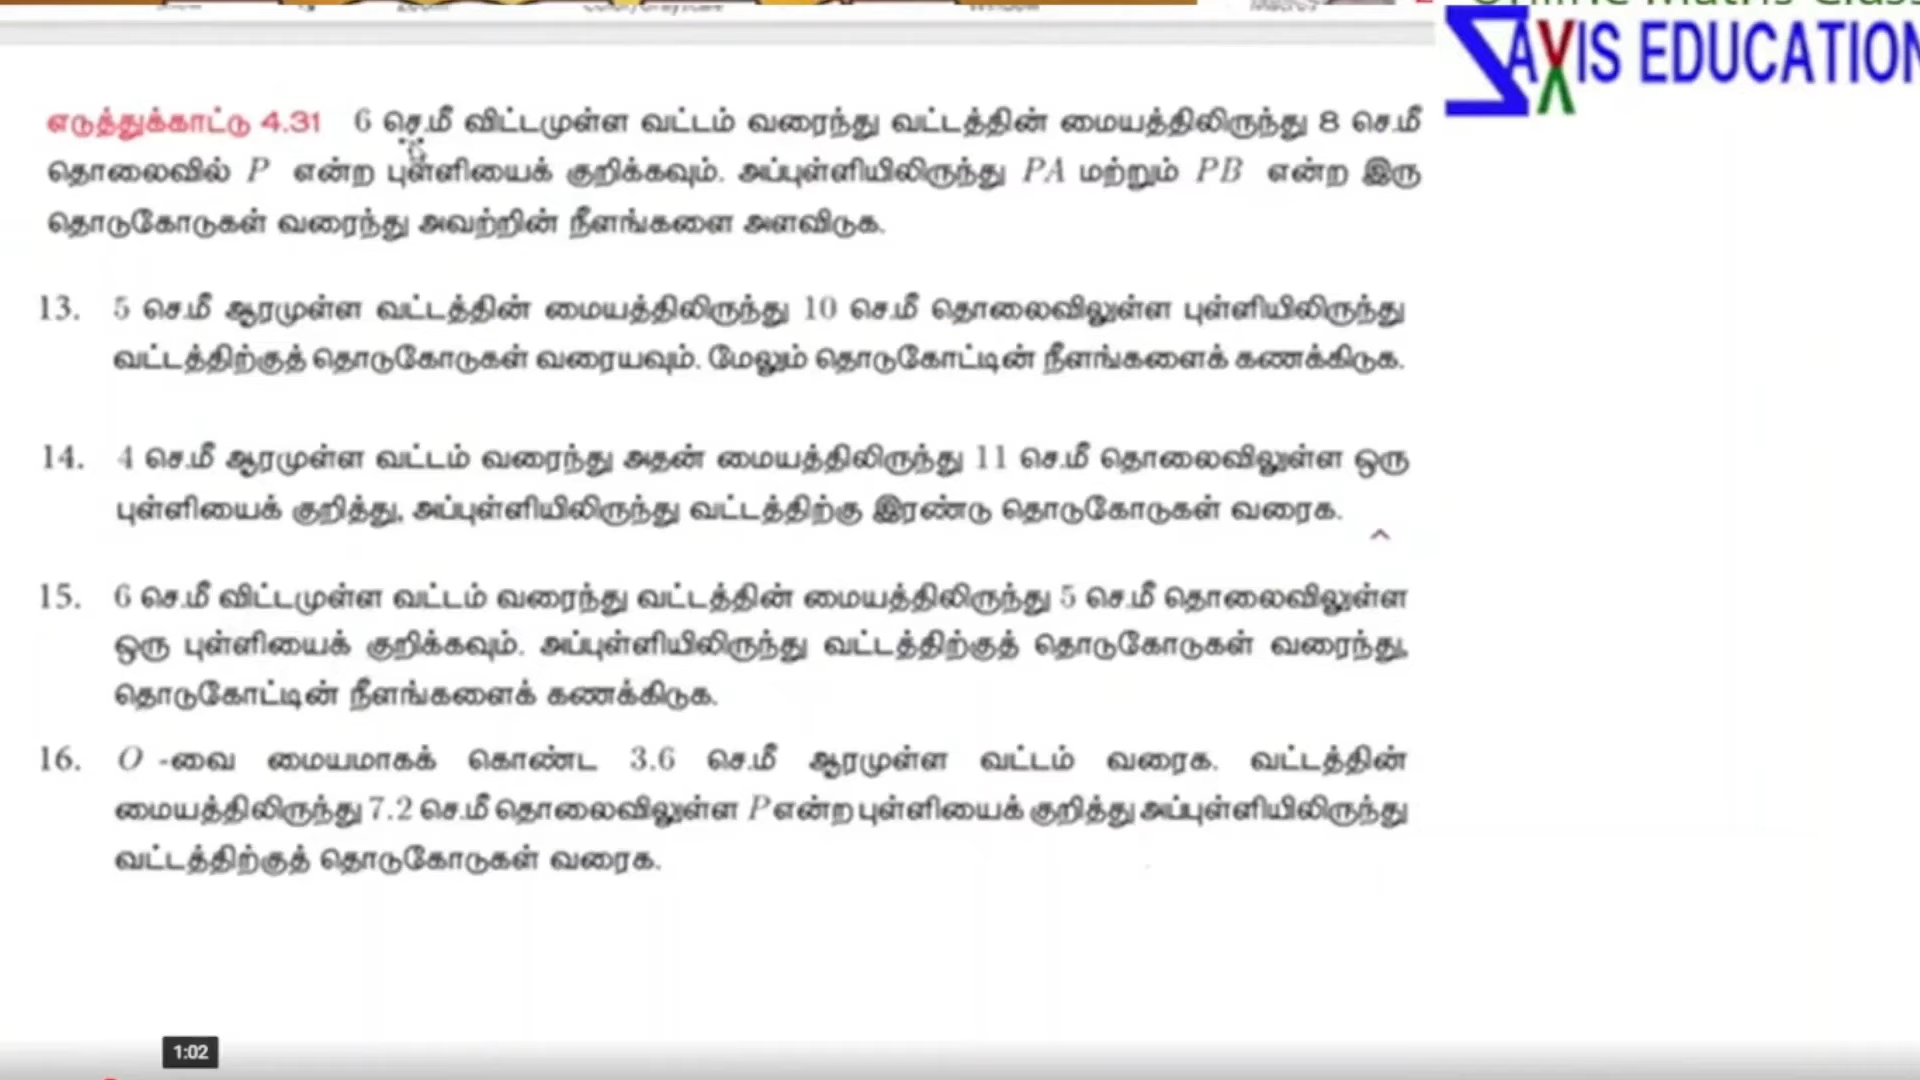 AXIS EDUCATION
எடுத்துக்காட்டு 4.31 6 செ.மீ விட்டமுள்ள வட்டம் வரைந்து வட்டத்தின் மையத்திலிருந்து 8 செ.மீ
தொலைவில் P என்ற புள்ளியைக் குறிக்கவும். அப்புள்ளியிலிருந்து PA மற்றும் PB என்ற இரு
தொடுகோடுகள் வரைந்து அவற்றின் நீளங்களை அளவிடுக.
13. 5 செ.மீ ஆரமுள்ள வட்டத்தின் மையத்திலிருந்து 10 செ.மீ தொலைவிலுள்ள புள்ளியிலிருந்து
வட்டத்திற்குத் தொடுகோடுகள் வரையவும். மேலும் தொடுகோட்டின் நீளங்களைக் கணக்கிடுக.
14. 4 செ.மீ ஆரமுள்ள வட்டம் வரைந்து அதன் மையத்திலிருந்து 11 செ.மீ தொலைவிலுள்ள ஒரு
புள்ளியைக் குறித்து, அப்புள்ளியிலிருந்து வட்டத்திற்கு இரண்டு தொடுகோடுகள் வரைக.
15. 6 செ.மீ விட்டமுள்ள வட்டம் வரைந்து வட்டத்தின் மையத்திலிருந்து 5 செ.மீ தொலைவிலுள்ள
ஒரு புள்ளியைக் குறிக்கவும். அப்புள்ளியிலிருந்து வட்டத்திற்குத் தொடுகோடுகள் வரைந்து,
தொடுகோட்டின் நீளங்களைக் கணக்கிடுக.
16. O -வை மையமாகக் கொண்ட 3.6 செ.மீ ஆரமுள்ள வட்டம் வரைக. வட்டத்தின்
மையத்திலிருந்து 7.2 செ.மீ தொலைவிலுள்ள P என்ற புள்ளியைக் குறித்து அப்புள்ளியிலிருந்து
வட்டத்திற்குத் தொடுகோடுகள் வரைக.
1:02